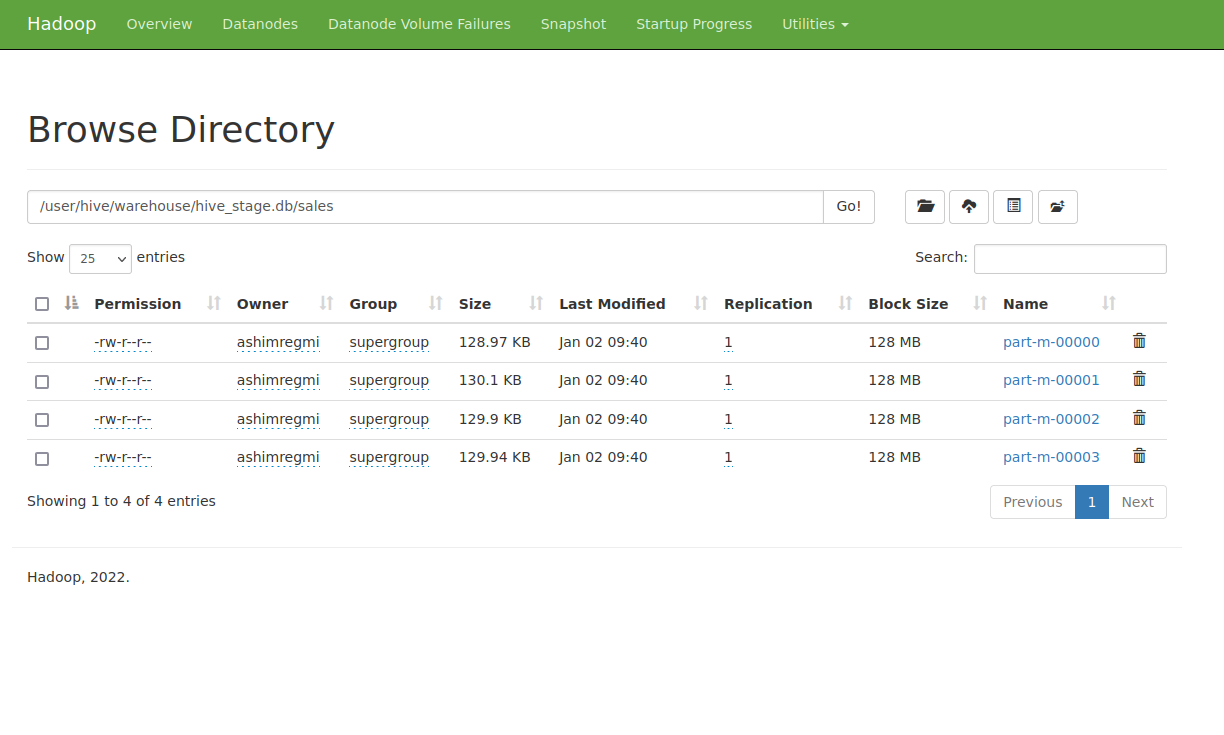 Hadoop Overview Datanodes Datanode Volume Failures Snapshot Startup Progress Utilities
Browse Directory
/user/hive/warehouse/hive_stage.db/sales Go!
Show 25 entries Search:
Permission Owner Group Size Last Modified Replication Block Size Name
-rw-r--r-- ashimregmi supergroup 128.97 KB Jan 02 09:40 1 128 MB part-m-00000
-rw-r--r-- ashimregmi supergroup 130.1 KB Jan 02 09:40 1 128 MB part-m-00001
-rw-r--r-- ashimregmi supergroup 129.9 KB Jan 02 09:40 1 128 MB part-m-00002
-rw-r--r-- ashimregmi supergroup 129.94 KB Jan 02 09:40 1 128 MB part-m-00003
Showing 1 to 4 of 4 entries Previous 1 Next
Hadoop, 2022.